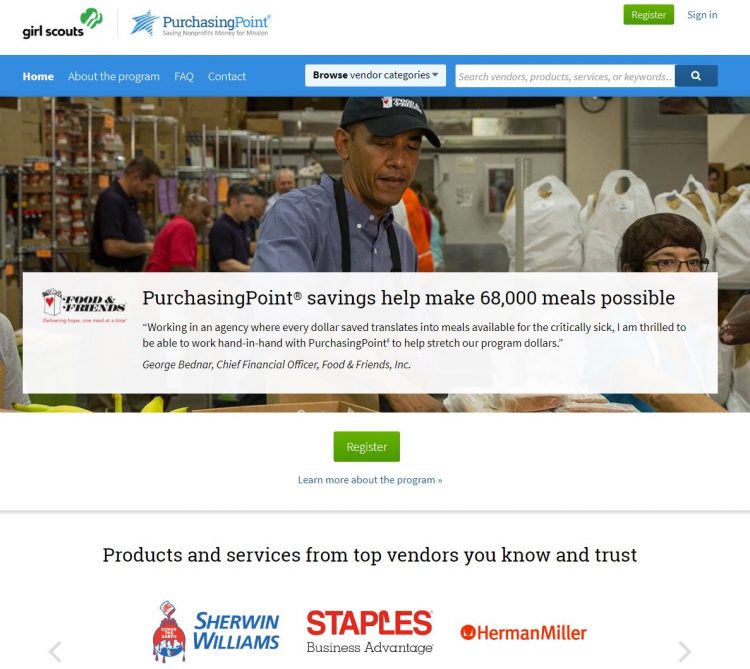 girl scouts
PurchasingPoint®
Saving Nonprofits Money for Mission
Register
Sign in
Home
About the program
FAQ
Contact
Browse vendor categories
Search vendors, products, services, or keywords...
FOOD & FRIENDS
FOOD & FRIENDS
Delivering hope, one meal at a time!
PurchasingPoint® savings help make 68,000 meals possible
“Working in an agency where every dollar saved translates into meals available for the critically sick, I am thrilled to
be able to work hand-in-hand with PurchasingPoint® to help stretch our program dollars.”
George Bednar, Chief Financial Officer, Food & Friends, Inc.
Register
Learn more about the program »
Products and services from top vendors you know and trust
COVER THE EARTH
SHERWIN
WILLIAMS
STAPLES
Business Advantage
HermanMiller